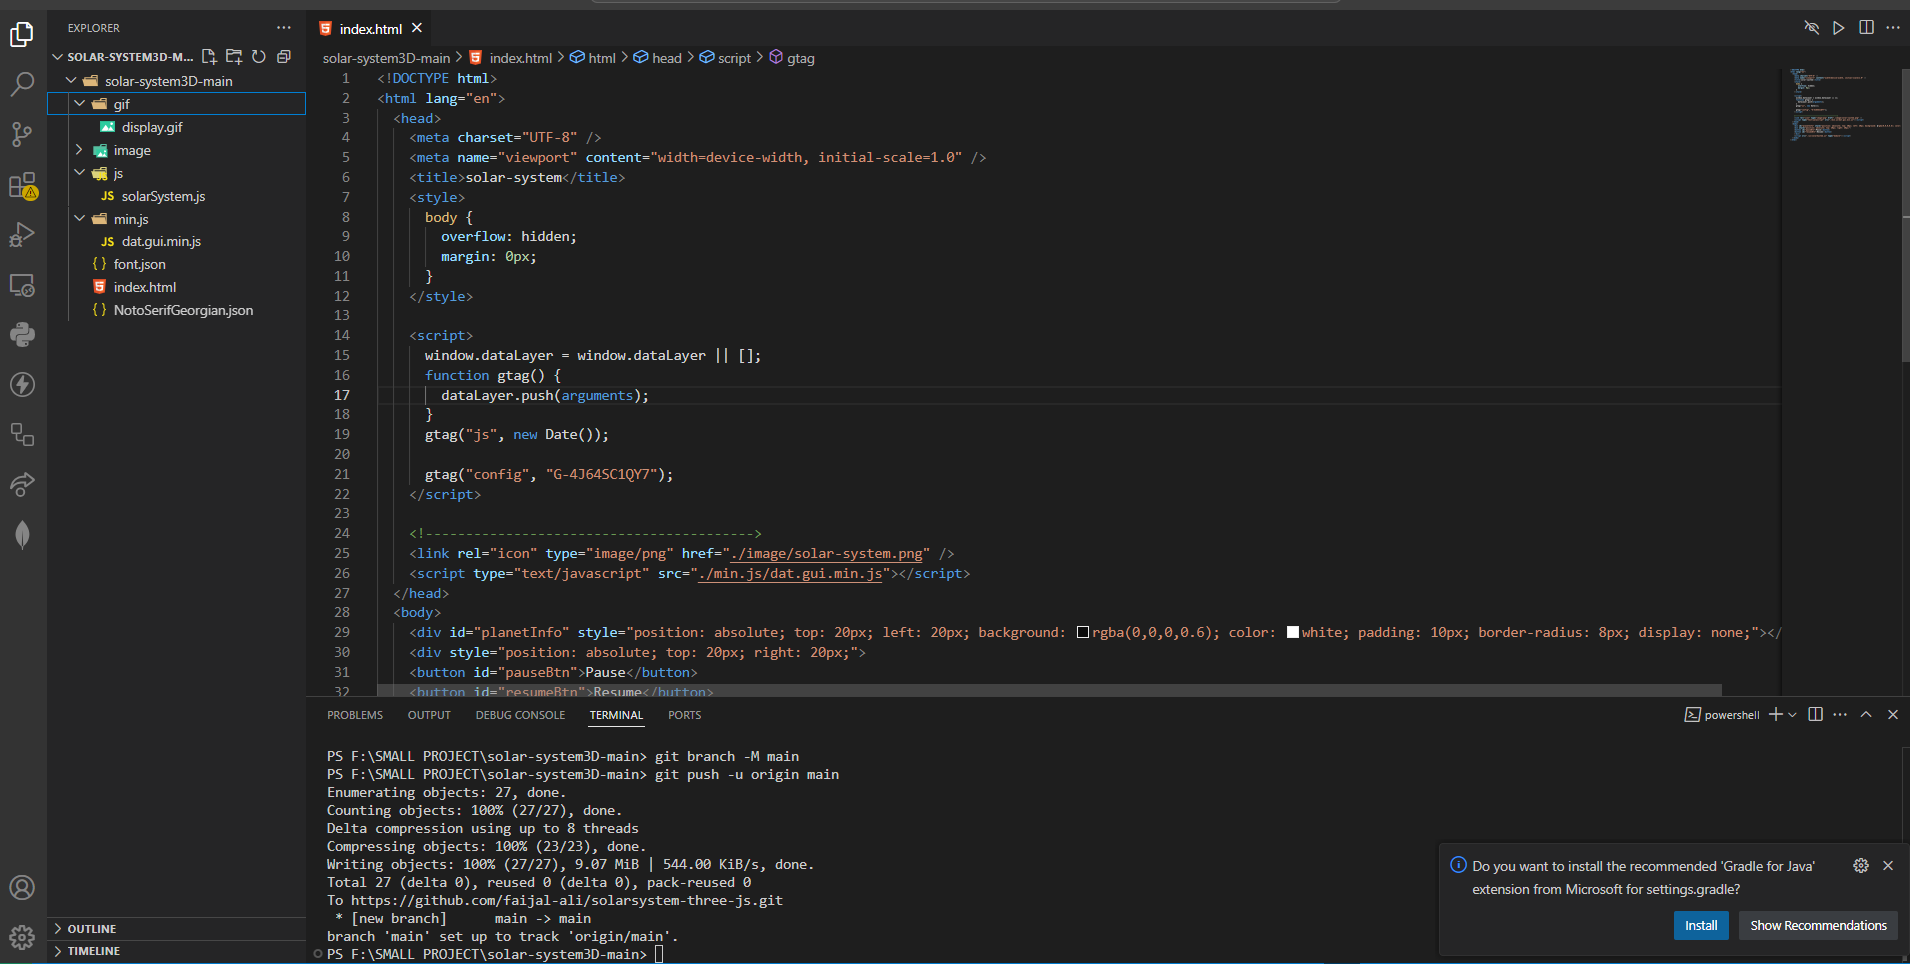 EXPLORER
SOLAR-SYSTEM3D-M...
solar-system3D-main
gif
display.gif
image
js
JS solarSystem.js
min.js
JS dat.gui.min.js
{} font.json
index.html
{} NotoSerifGeorgian.json
OUTLINE
TIMELINE
index.html
solar-system3D-main > index.html > html > head > script > gtag
1 <!DOCTYPE html>
2 <html lang="en">
3 <head>
4 <meta charset="UTF-8" />
5 <meta name="viewport" content="width=device-width, initial-scale=1.0" />
6 <title>solar-system</title>
7 <style>
8 body {
9 overflow: hidden;
10 margin: 0px;
11 }
12 </style>
13
14 <script>
15 window.dataLayer = window.dataLayer || [];
16 function gtag() {
17 dataLayer.push(arguments);
18 }
19 gtag("js", new Date());
20
21 gtag("config", "G-4J64SC1QY7");
22 </script>
23
24 <!----------------------------------------->
25 <link rel="icon" type="image/png" href="./image/solar-system.png" />
26 <script type="text/javascript" src="./min.js/dat.gui.min.js"></script>
27 </head>
28 <body>
29 <div id="planetInfo" style="position: absolute; top: 20px; left: 20px; background: rgba(0,0,0,0.6); color: white; padding: 10px; border-radius: 8px; display: none;"></
30 <div style="position: absolute; top: 20px; right: 20px;">
31 <button id="pauseBtn">Pause</button>
32 <button id="resumeBtn">Resume</button>
PROBLEMS OUTPUT DEBUG CONSOLE TERMINAL PORTS
powershell
PS F:\SMALL PROJECT\solar-system3D-main> git branch -M main
PS F:\SMALL PROJECT\solar-system3D-main> git push -u origin main
Enumerating objects: 27, done.
Counting objects: 100% (27/27), done.
Delta compression using up to 8 threads
Compressing objects: 100% (23/23), done.
Writing objects: 100% (27/27), 9.07 MiB | 544.00 KiB/s, done.
Total 27 (delta 0), reused 0 (delta 0), pack-reused 0
To https://github.com/faijal-ali/solarsystem-three-js.git
* [new branch] main -> main
branch 'main' set up to track 'origin/main'.
PS F:\SMALL PROJECT\solar-system3D-main>
Do you want to install the recommended 'Gradle for Java'
extension from Microsoft for settings.gradle?
Install
Show Recommendations